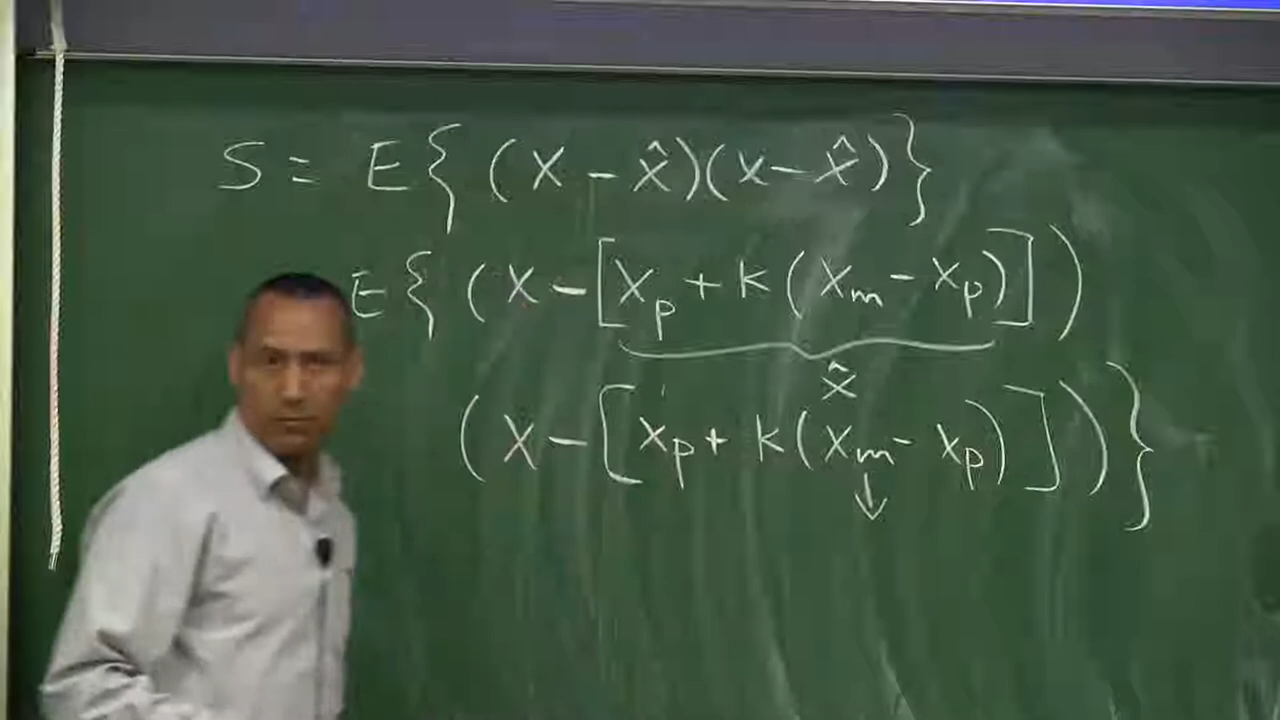 S = E{ (x - x̂)(x - x̂) }
E{ (x - [x_p + k(x_m - x_p)])
x̂
(x - [x_p + k(x_m - x_p)]) }
↓